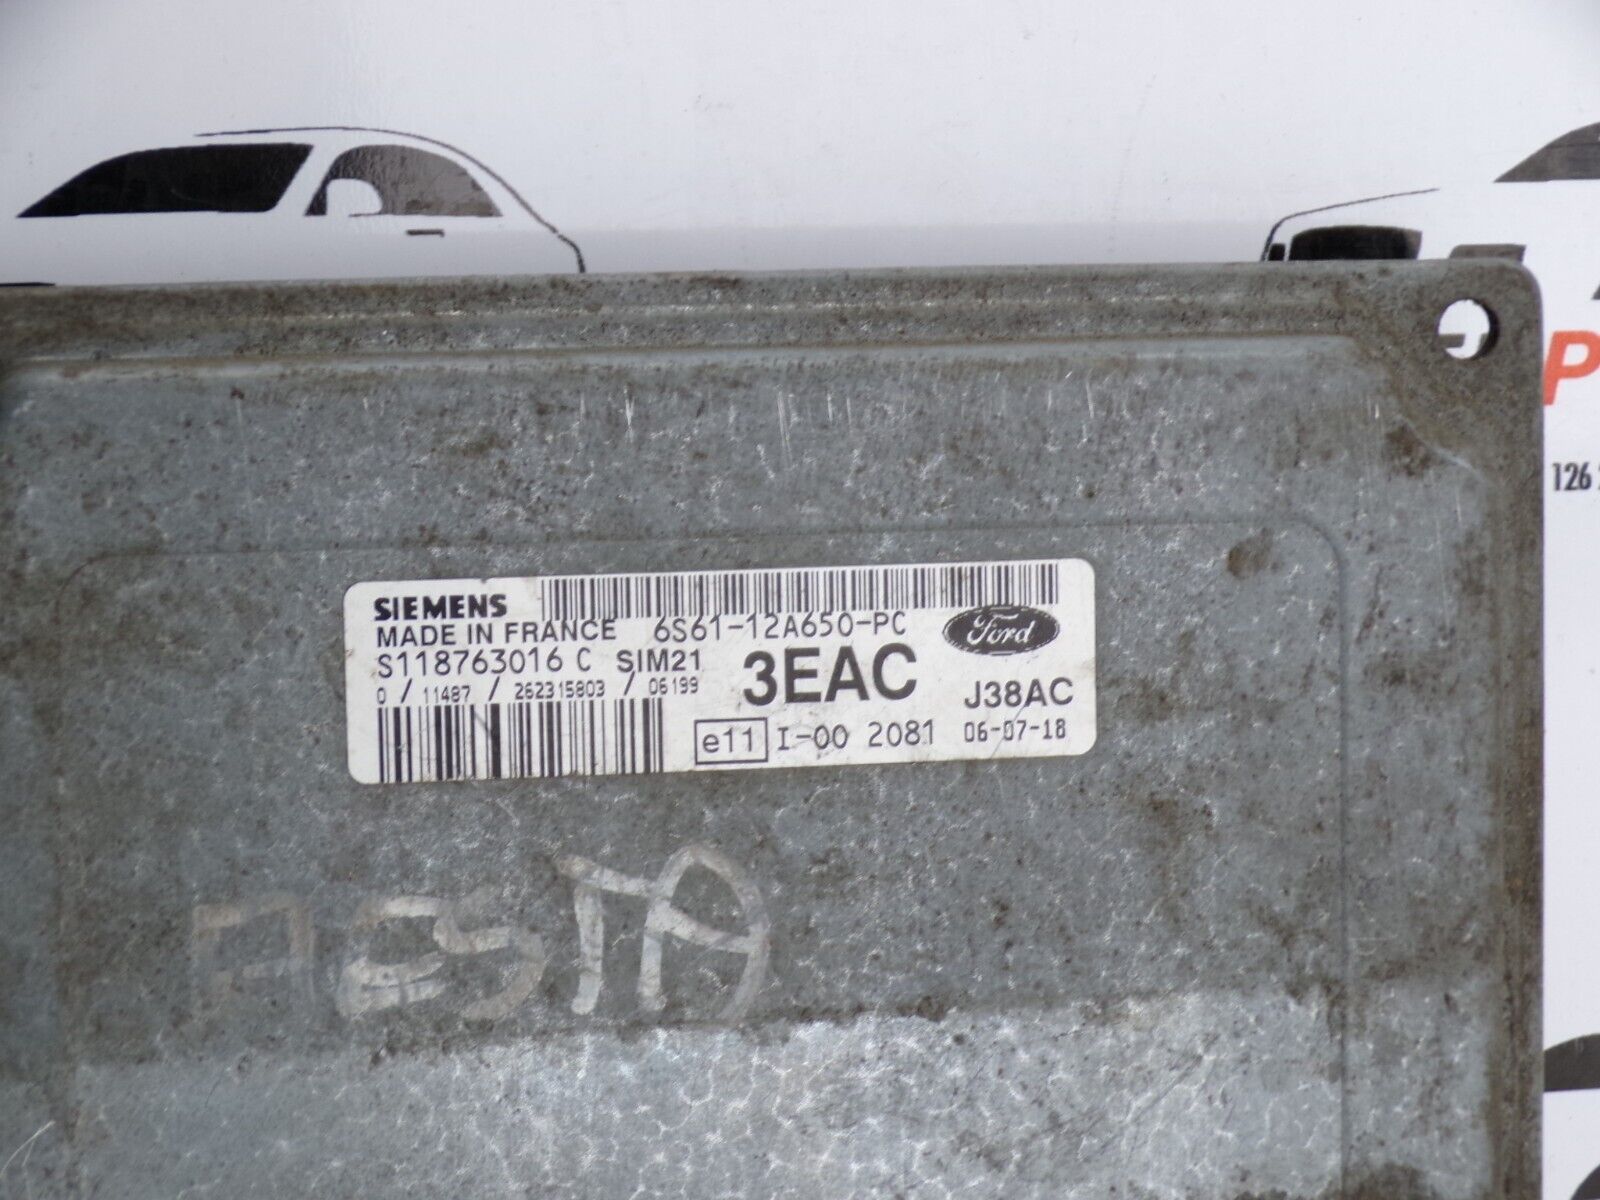 SIEMENS
MADE IN FRANCE 6S61-12A650-PC Ford
S118763016 C SIM21 3EAC J38AC
0 / 11487 / 262315803 / 06199
e11 I-00 2081 06-07-18
P
126